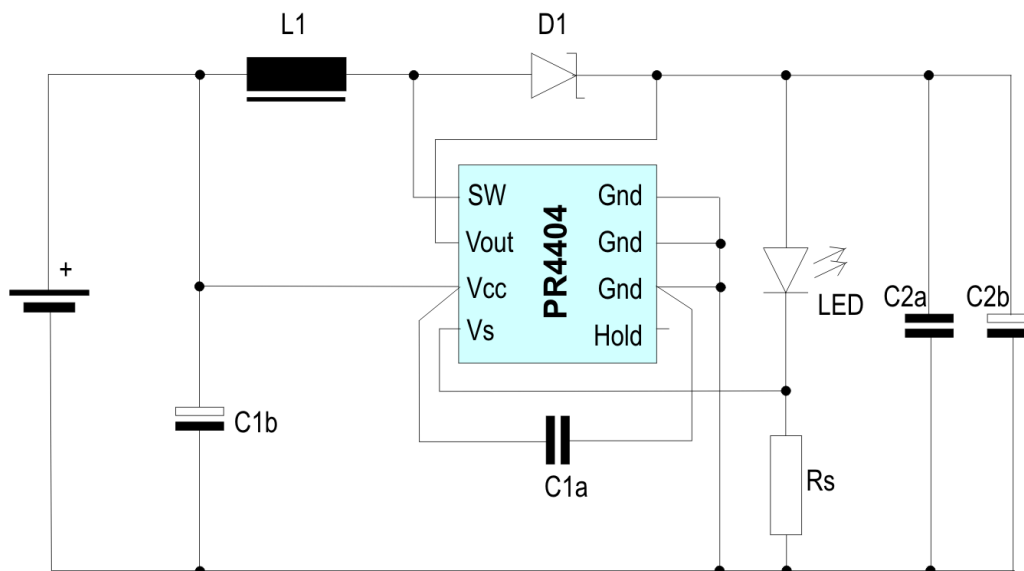 L1
D1
SW
Gnd
Vout
Gnd
Vcc
Gnd
Vs
Hold
PR4404
+
LED
C2a
C2b
C1b
C1a
Rs